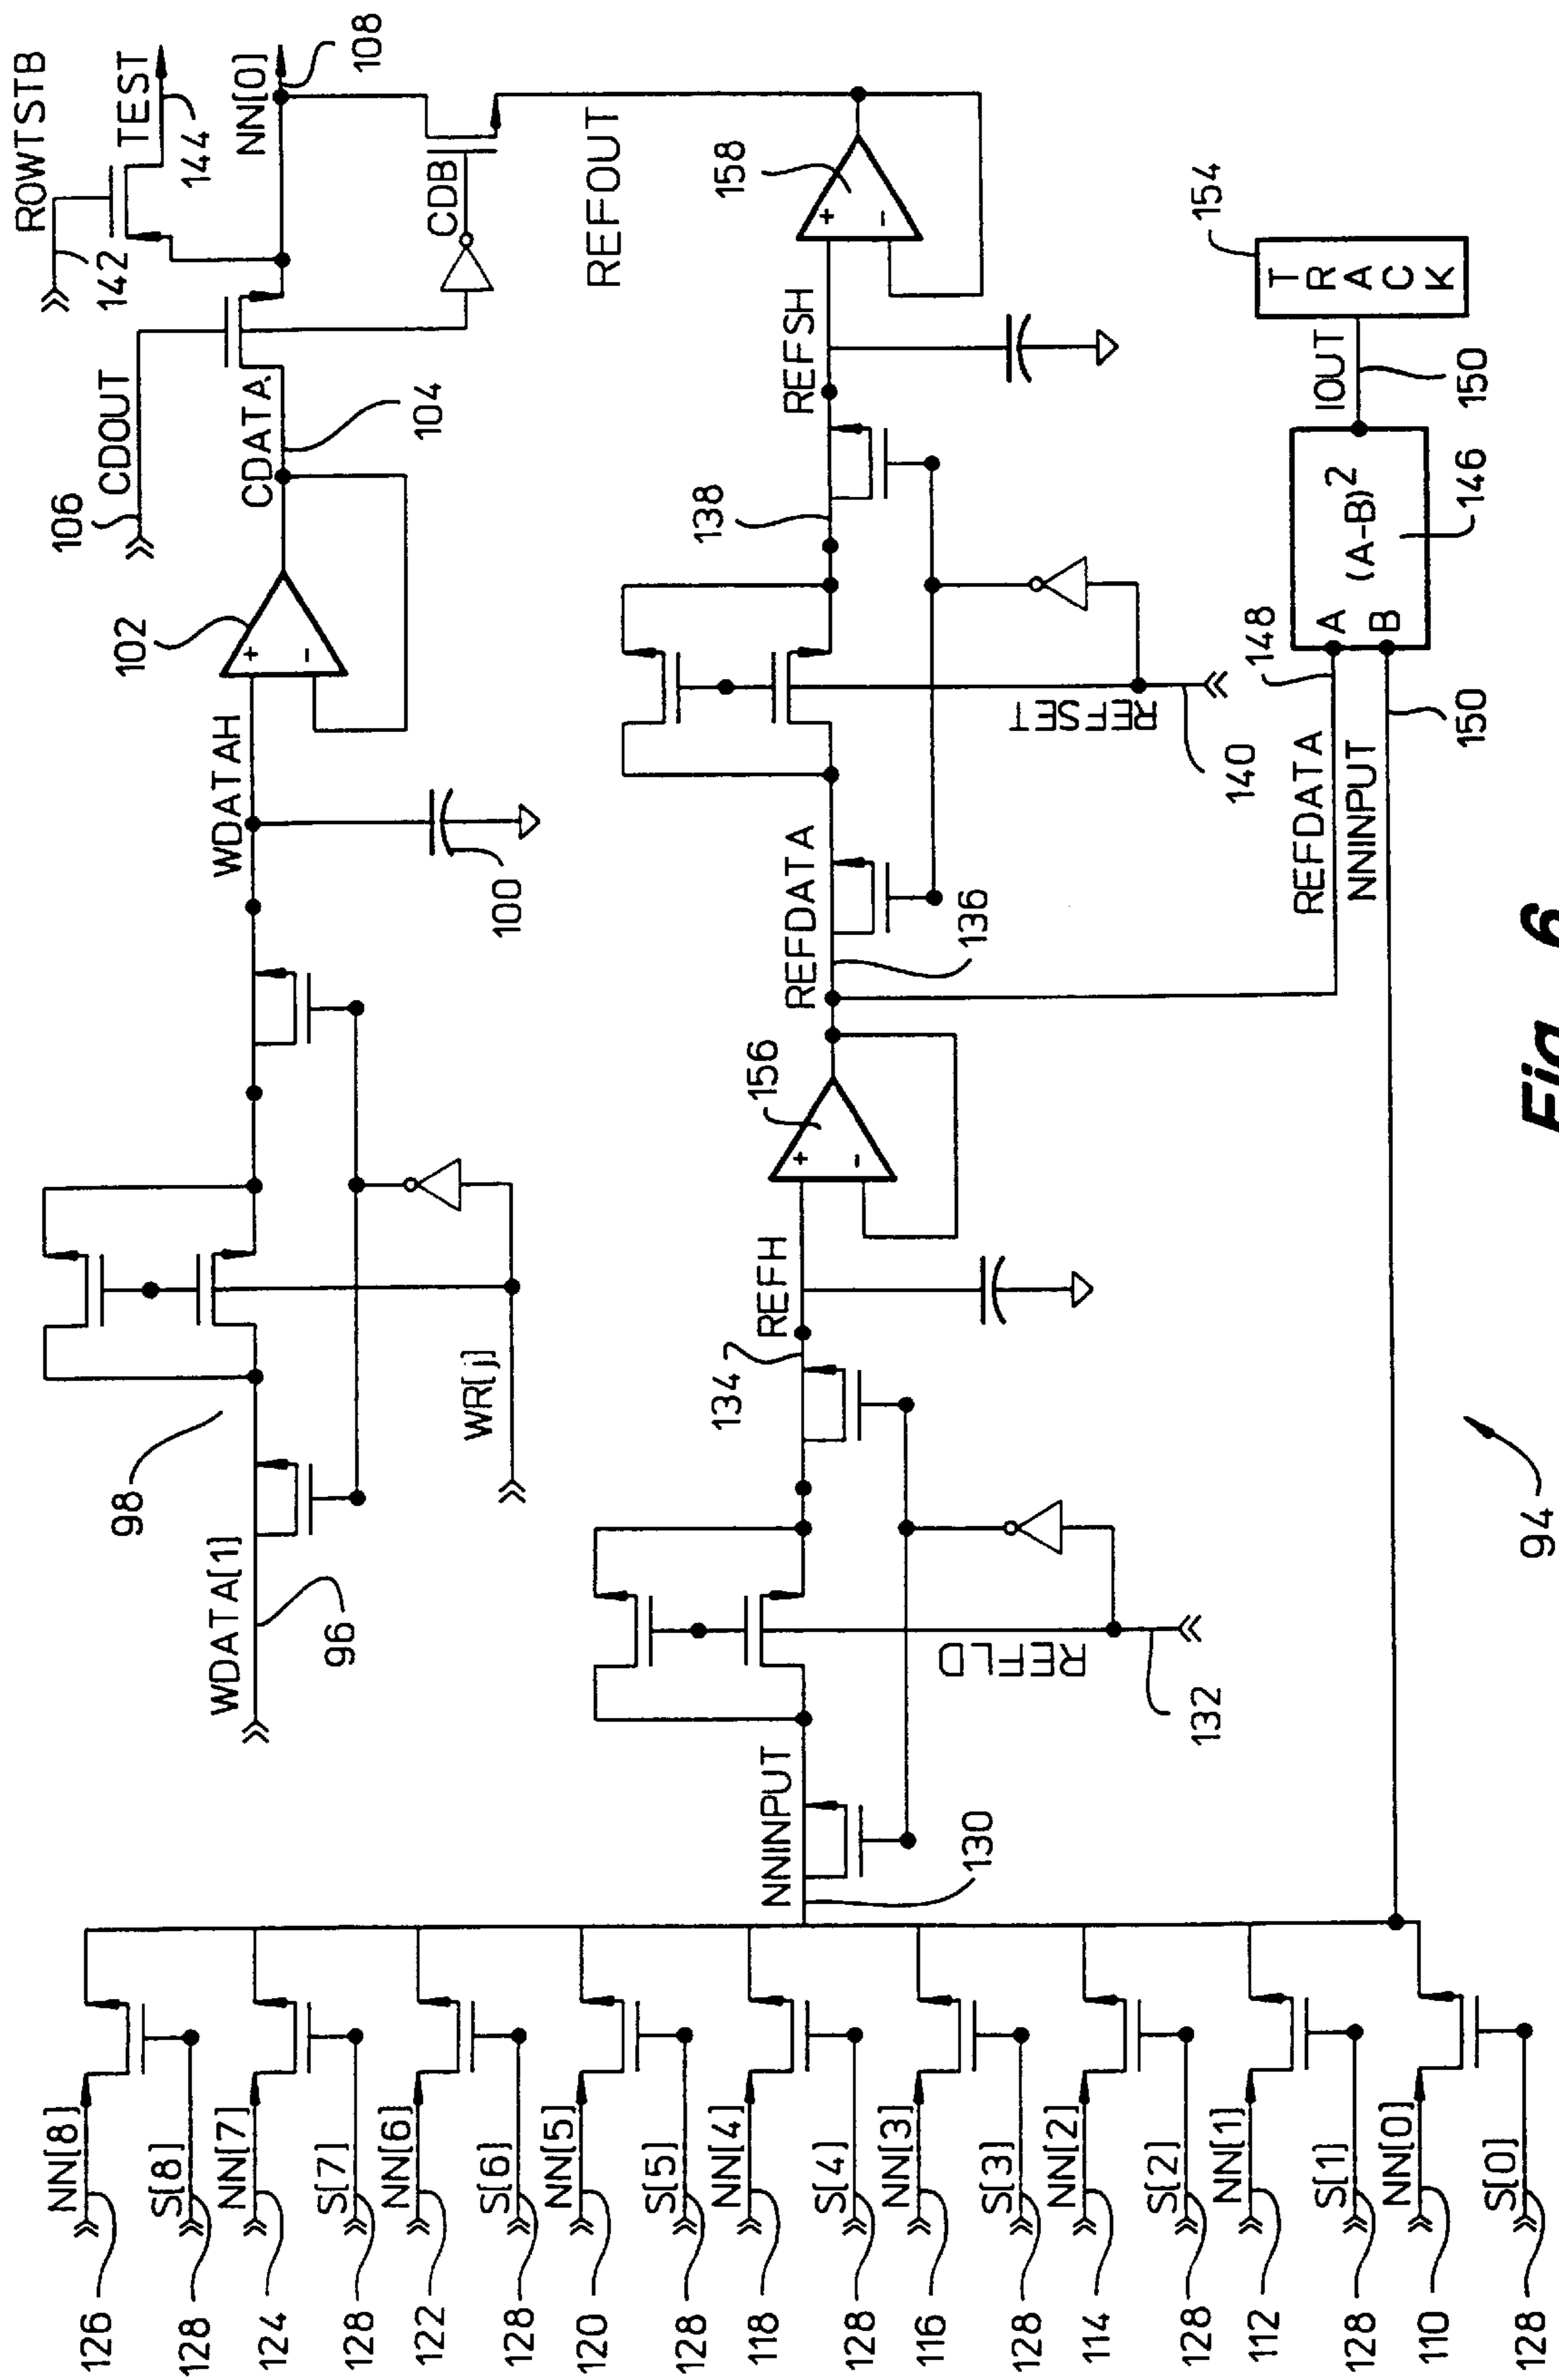 ROWTSTB
142
TEST
144
NN[0]
108
106
CDOUT
CDATA
104
CDB
REFOUT
102
+
-
WDATAH
100
98
WDATA[1]
96
WR[j]
158
+
-
REFSH
138
REFSET
140
REFDATA
136
156
+
-
REFH
134
REFLD
132
NNINPUT
130
154
TRACK
IOUT
150
(A-B)2
146
A
B
148
REFDATA
NNINPUT
150
126
NN[8]
128
S[8]
124
NN[7]
128
S[7]
122
NN[6]
128
S[6]
120
NN[5]
128
S[5]
118
NN[4]
128
S[4]
116
NN[3]
128
S[3]
114
NN[2]
128
S[2]
112
NN[1]
128
S[1]
110
NN[0]
128
S[0]
94
Fig. 6